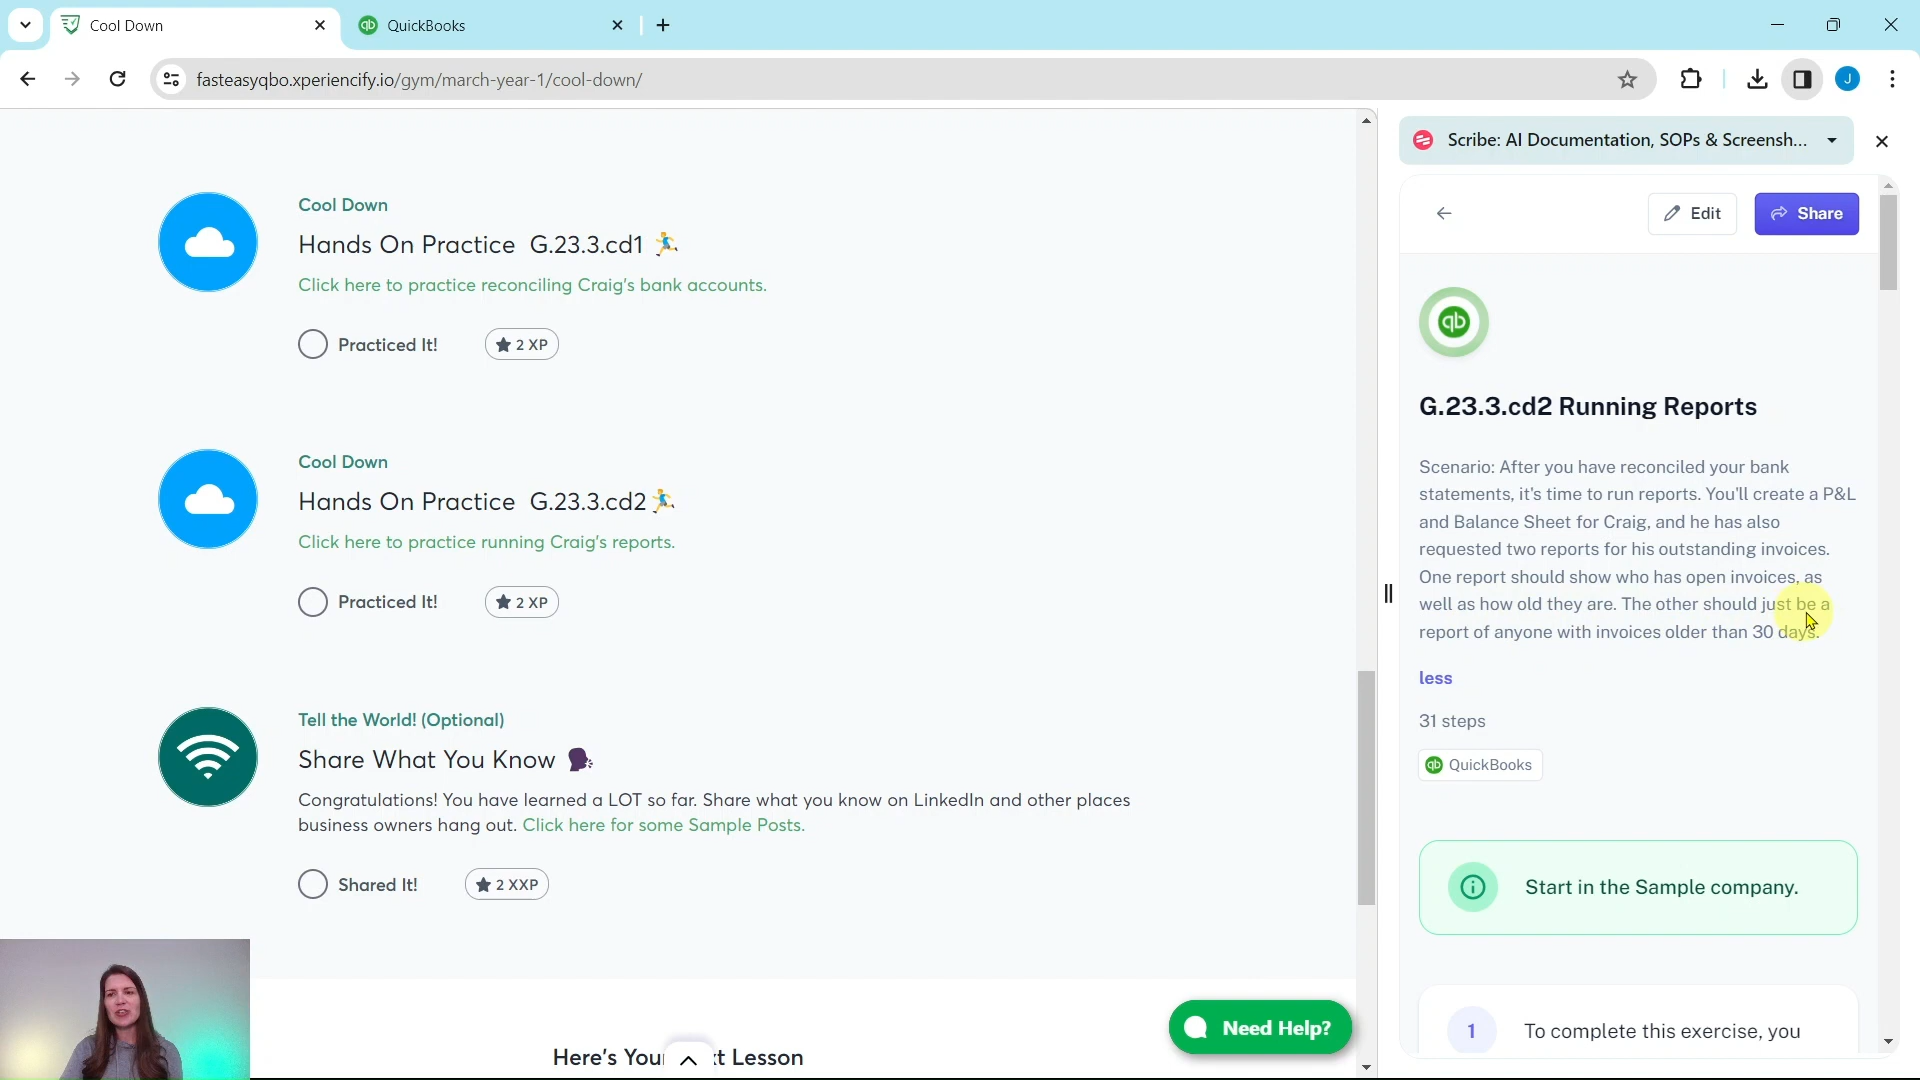 Cool Down
QuickBooks
fasteasyqbo.xperiencify.io/gym/march-year-1/cool-down/
J
Cool Down
Hands On Practice G.23.3.cd1
Click here to practice reconciling Craig's bank accounts.
Practiced It!
2 XP
Cool Down
Hands On Practice G.23.3.cd2
Click here to practice running Craig's reports.
Practiced It!
2 XP
Tell the World! (Optional)
Share What You Know
Congratulations! You have learned a LOT so far. Share what you know on LinkedIn and other places
business owners hang out. Click here for some Sample Posts.
Shared It!
2 XXP
Here's You t Lesson
Need Help?
Scribe: AI Documentation, SOPs & Screensh...
Edit
Share
qb
G.23.3.cd2 Running Reports
Scenario: After you have reconciled your bank
statements, it's time to run reports. You'll create a P&L
and Balance Sheet for Craig, and he has also
requested two reports for his outstanding invoices.
One report should show who has open invoices, as
well as how old they are. The other should just be a
report of anyone with invoices older than 30 days.
less
31 steps
qb QuickBooks
Start in the Sample company.
1 To complete this exercise, you